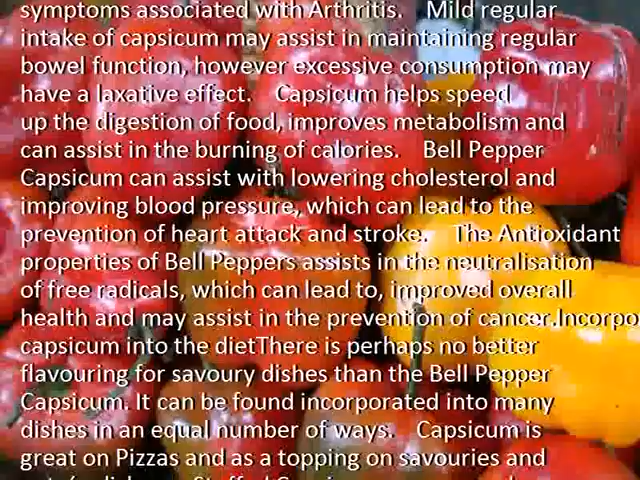 symptoms associated with Arthritis. Mild regular
intake of capsicum may assist in maintaining regular
bowel function, however excessive consumption may
have a laxative effect. Capsicum helps speed
up the digestion of food, improves metabolism and
can assist in the burning of calories. Bell Pepper
Capsicum can assist with lowering cholesterol and
improving blood pressure, which can lead to the
prevention of heart attack and stroke. The Antioxidant
properties of Bell Peppers assists in the neutralisation
of free radicals, which can lead to, improved overall
health and may assist in the prevention of cancer.Incorpo
capsicum into the dietThere is perhaps no better
flavouring for savoury dishes than the Bell Pepper
Capsicum. It can be found incorporated into many
dishes in an equal number of ways. Capsicum is
great on Pizzas and as a topping on savouries and